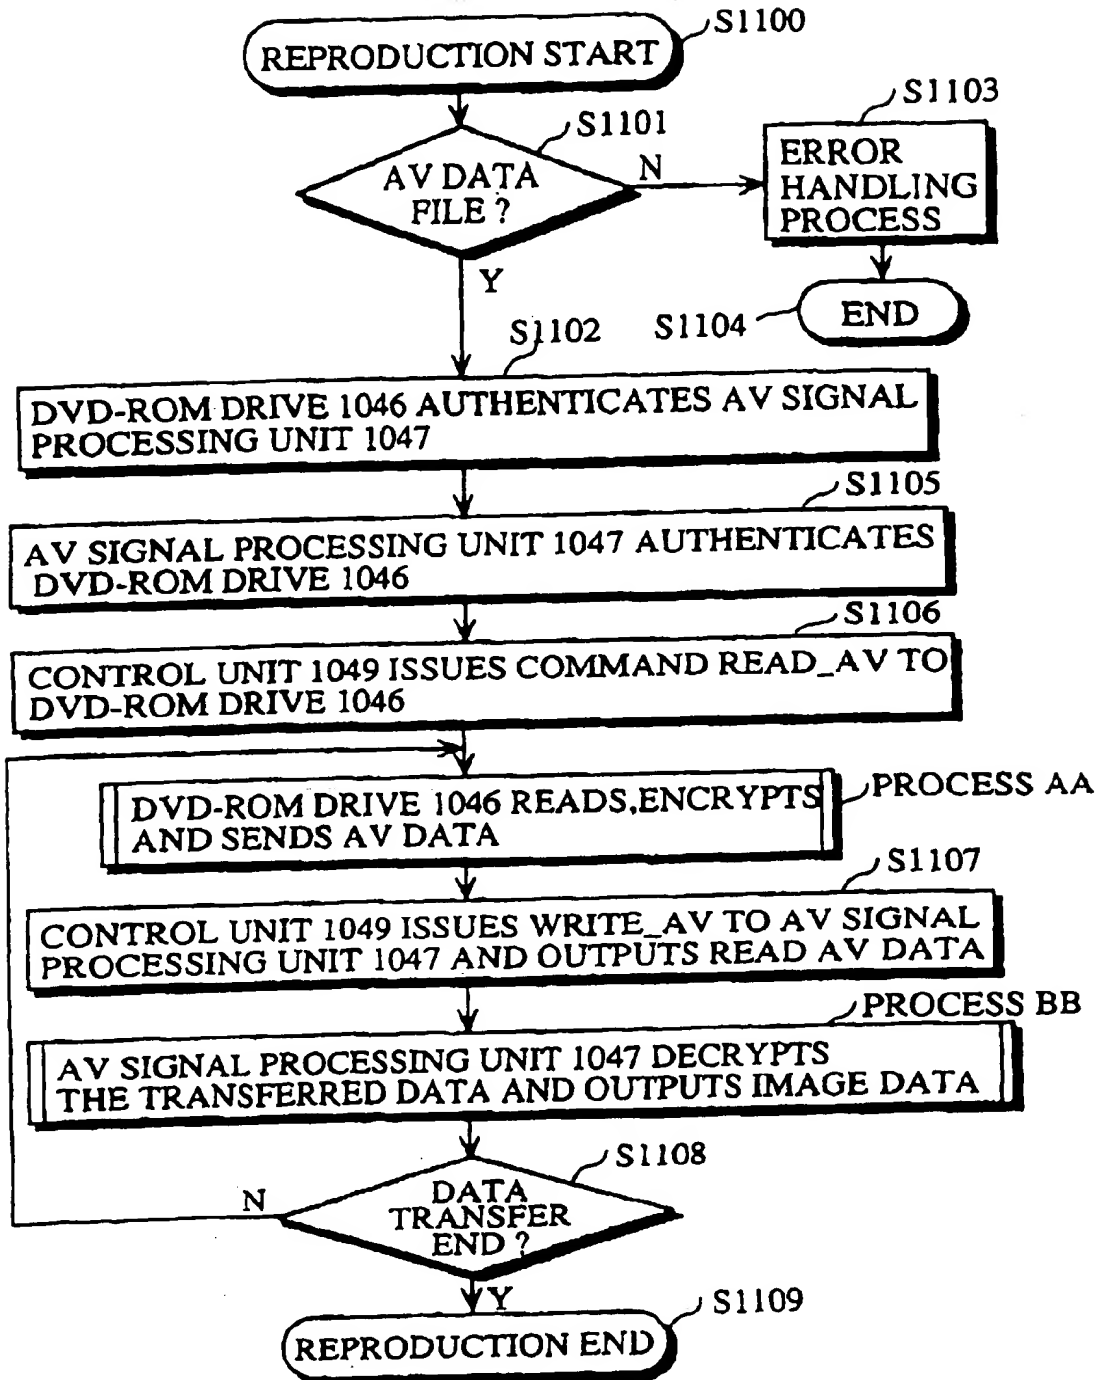 S1100
REPRODUCTION START
S1101
AV DATA
FILE ?
N
Y
S1103
ERROR
HANDLING
PROCESS
S1104
END
S1102
DVD-ROM DRIVE 1046 AUTHENTICATES AV SIGNAL
PROCESSING UNIT 1047
S1105
AV SIGNAL PROCESSING UNIT 1047 AUTHENTICATES
DVD-ROM DRIVE 1046
S1106
CONTROL UNIT 1049 ISSUES COMMAND READ_AV TO
DVD-ROM DRIVE 1046
PROCESS AA
DVD-ROM DRIVE 1046 READS,ENCRYPTS
AND SENDS AV DATA
S1107
CONTROL UNIT 1049 ISSUES WRITE_AV TO AV SIGNAL
PROCESSING UNIT 1047 AND OUTPUTS READ AV DATA
PROCESS BB
AV SIGNAL PROCESSING UNIT 1047 DECRYPTS
THE TRANSFERRED DATA AND OUTPUTS IMAGE DATA
S1108
N
DATA
TRANSFER
END ?
Y
S1109
REPRODUCTION END